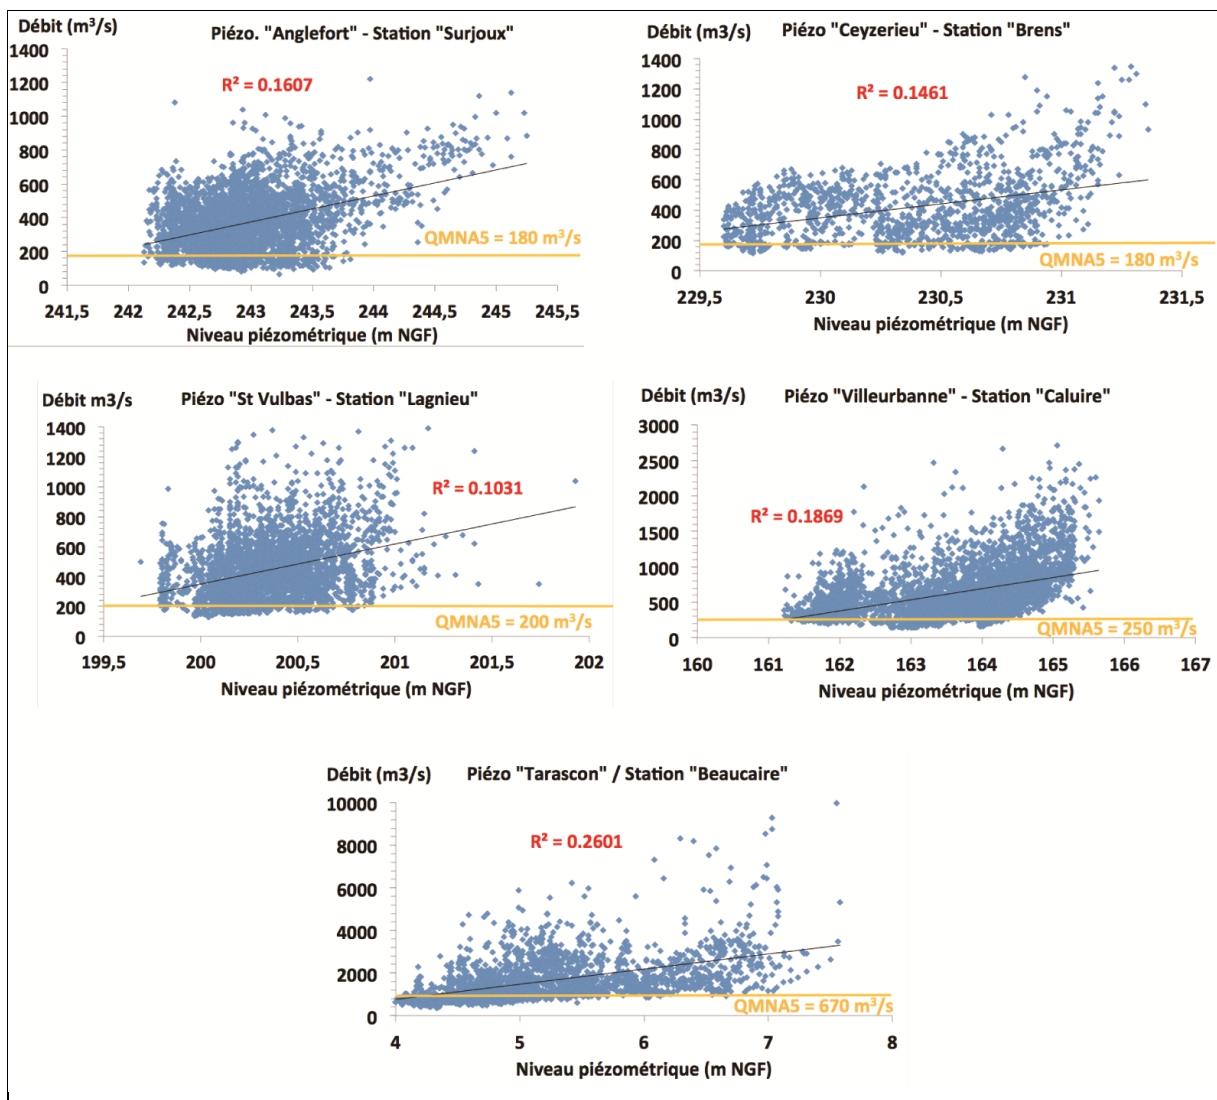 Débit (m³/s)
Piézo. "Anglefort" - Station "Surjoux"
1400
1200
1000
800
600
400
200
0
R² = 0.1607
QMNA5 = 180 m³/s
241,5 242 242,5 243 243,5 244 244,5 245 245,5
Niveau piézométrique (m NGF)
Débit (m3/s)
Piézo "Ceyzerieu" - Station "Brens"
1400
1200
1000
800
600
400
200
0
R² = 0.1461
QMNA5 = 180 m³/s
229,5 230 230,5 231 231,5
Niveau piézométrique (m NGF)
Débit m3/s
Piézo "St Vulbas" - Station "Lagnieu"
1400
1200
1000
800
600
400
200
0
R² = 0.1031
QMNA5 = 200 m³/s
199,5 200 200,5 201 201,5 202
Niveau piézométrique (m NGF)
Débit (m3/s)
Piézo "Villeurbanne" - Station "Caluire"
3000
2500
2000
1500
1000
500
0
R² = 0.1869
QMNA5 = 250 m³/s
160 161 162 163 164 165 166 167
Niveau piézométrique (m NGF)
Débit (m3/s)
Piézo "Tarascon" / Station "Beaucaire"
10000
8000
6000
4000
2000
0
R² = 0.2601
QMNA5 = 670 m³/s
4 5 6 7 8
Niveau piézométrique (m NGF)